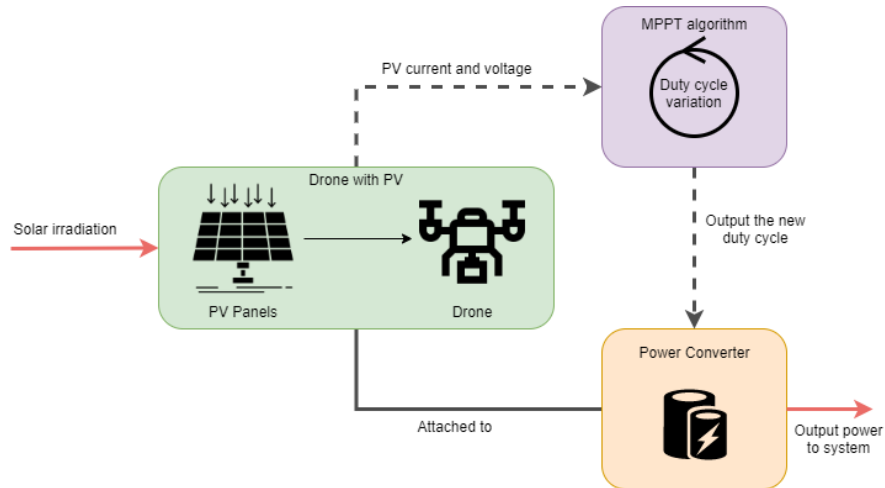 MPPT algorithm
Duty cycle
variation
PV current and voltage
Drone with PV
Solar irradiation
PV Panels
Drone
Output the new
duty cycle
Power Converter
Attached to
Output power
to system